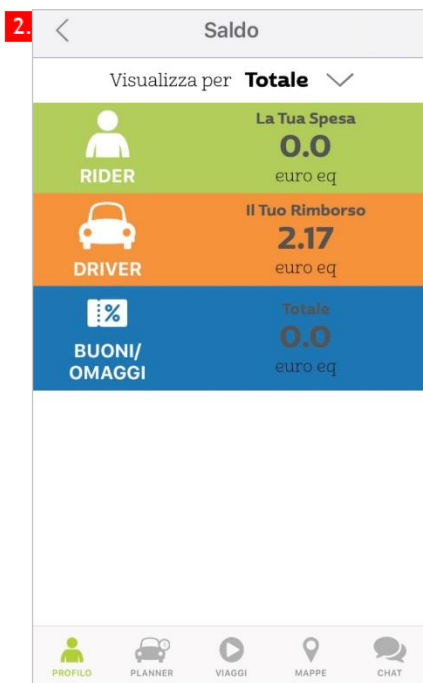 2.
Saldo
Visualizza per Totale
RIDER
La Tua Spesa
0.0
euro eq
DRIVER
Il Tuo Rimborso
2.17
euro eq
%
BUONI/
OMAGGI
Totale
0.0
euro eq
PROFILO PLANNER VIAGGI MAPPE CHAT